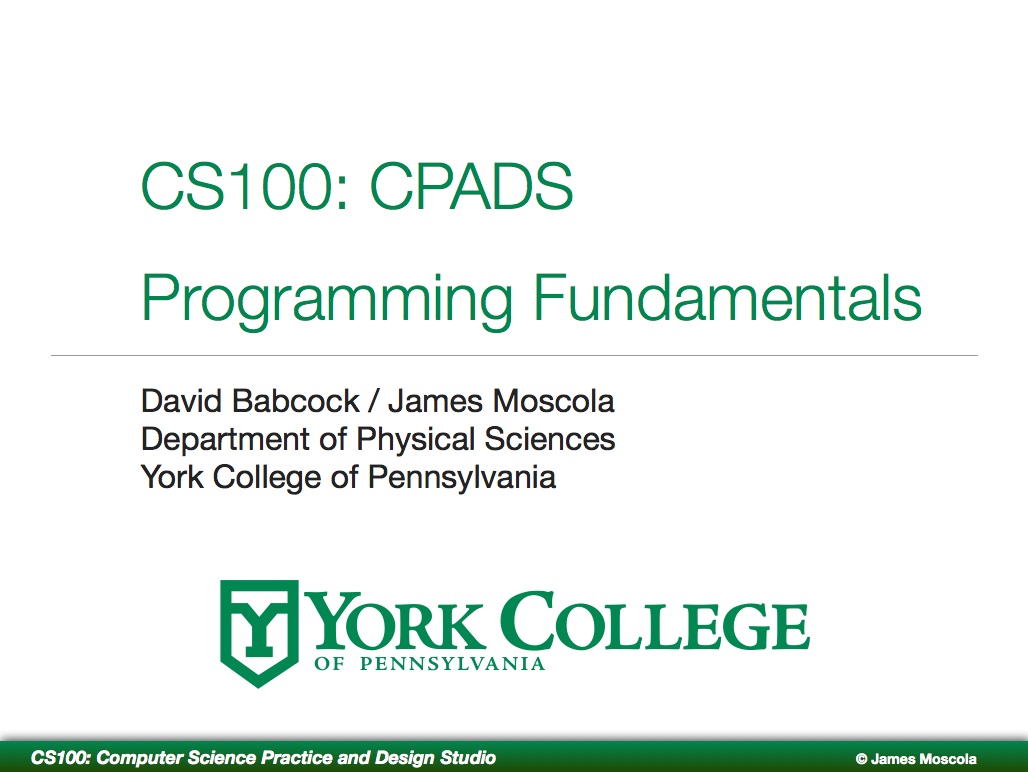 CS100: CPADS
Programming Fundamentals
David Babcock / James Moscola
Department of Physical Sciences
York College of Pennsylvania
Y YORK COLLEGE
OF PENNSYLVANIA
CS100: Computer Science Practice and Design Studio
© James Moscola